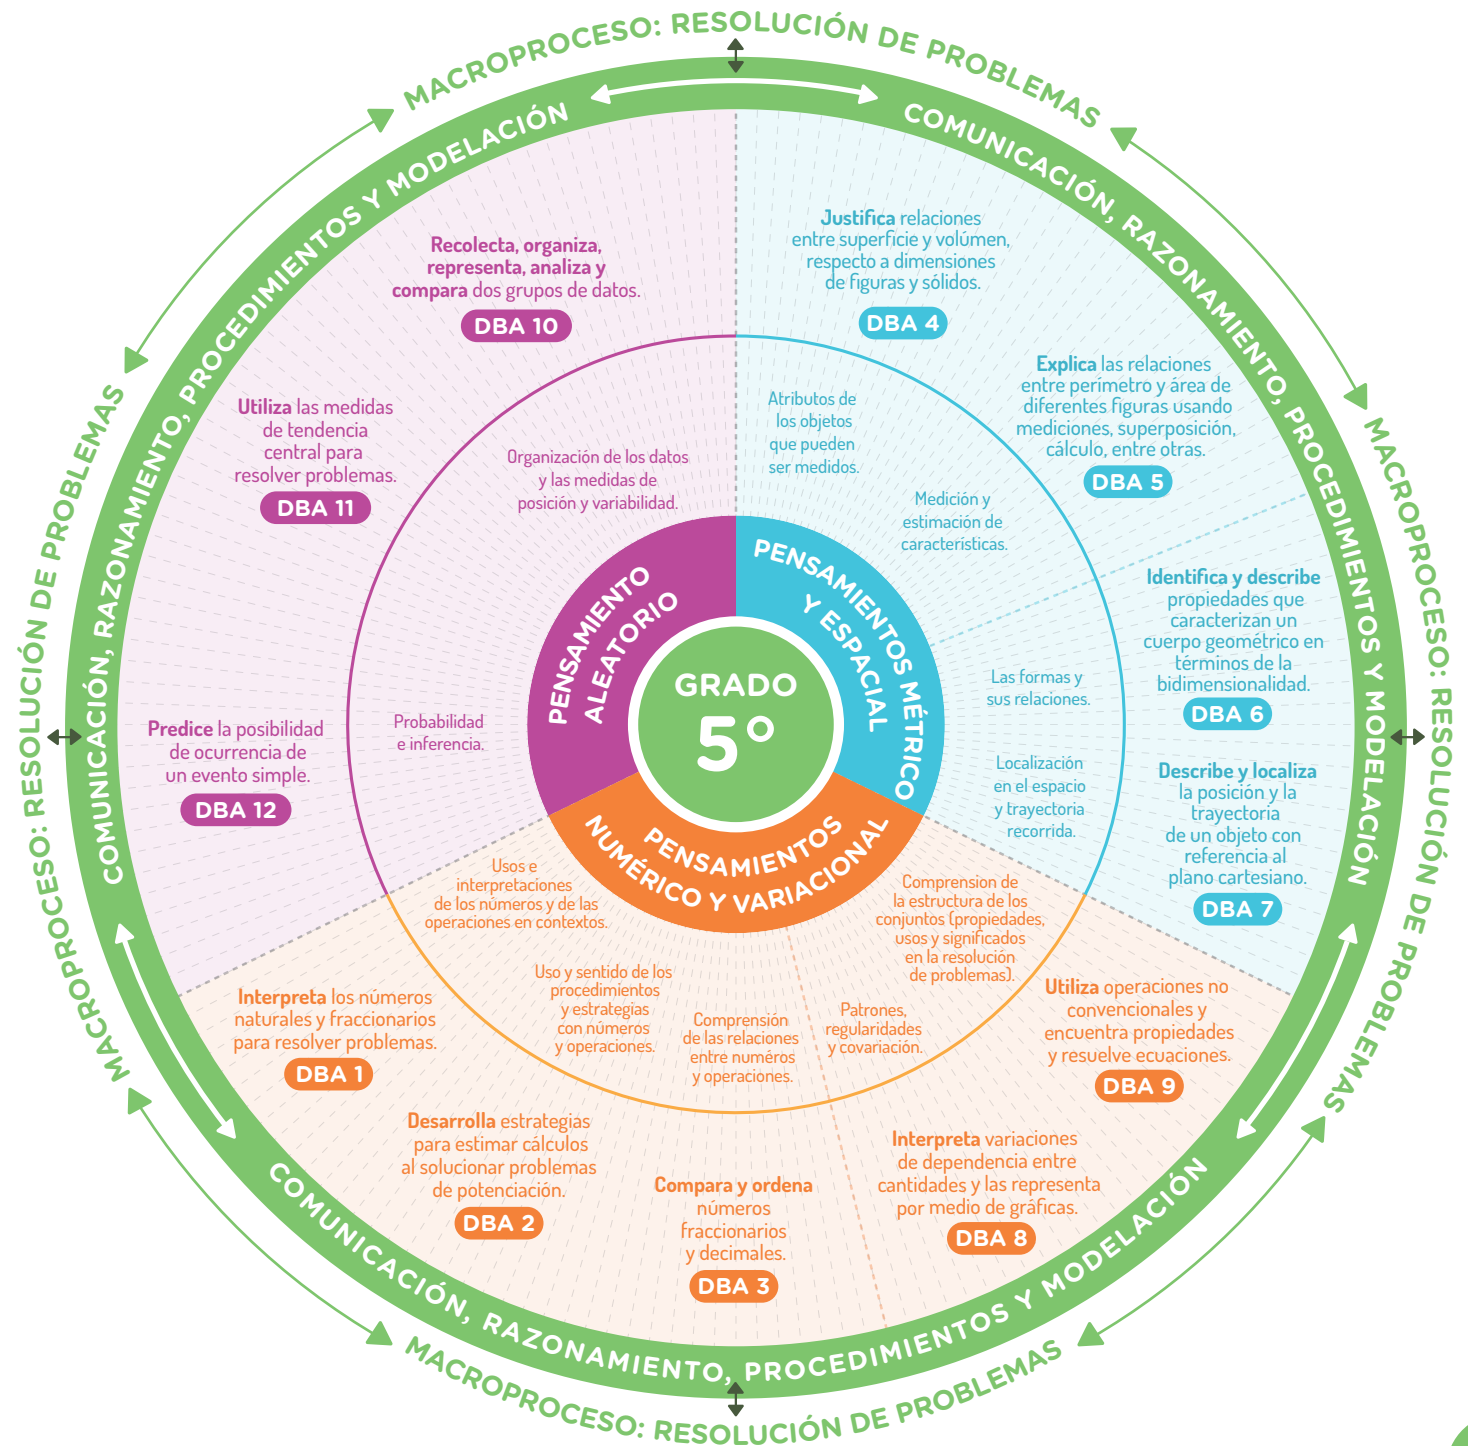 MACROPROCESO: RESOLUCIÓN DE PROBLEMAS
MACROPROCESO: RESOLUCIÓN DE PROBLEMAS
MACROPROCESO: RESOLUCIÓN DE PROBLEMAS
MACROPROCESO: RESOLUCIÓN DE PROBLEMAS
COMUNICACIÓN, RAZONAMIENTO, PROCEDIMIENTOS Y MODELACIÓN
COMUNICACIÓN, RAZONAMIENTO, PROCEDIMIENTOS Y MODELACIÓN
COMUNICACIÓN, RAZONAMIENTO, PROCEDIMIENTOS Y MODELACIÓN
GRADO
5°
PENSAMIENTO
ALEATORIO
PENSAMIENTOS MÉTRICO
Y ESPACIAL
PENSAMIENTOS
NUMÉRICO Y VARIACIONAL
Recolecta, organiza,
representa, analiza y
compara dos grupos de datos.
DBA 10
Utiliza las medidas
de tendencia
central para
resolver problemas.
DBA 11
Predice la posibilidad
de ocurrencia de
un evento simple.
DBA 12
Organización de los datos
y las medidas de
posición y variabilidad.
Probabilidad
e inferencia.
Justifica relaciones
entre superficie y volúmen,
respecto a dimensiones
de figuras y sólidos.
DBA 4
Explica las relaciones
entre perímetro y área de
diferentes figuras usando
mediciones, superposición,
cálculo, entre otras.
DBA 5
Identifica y describe
propiedades que
caracterizan un
cuerpo geométrico en
términos de la
bidimensionalidad.
DBA 6
Describe y localiza
la posición y la
trayectoria
de un objeto con
referencia al
plano cartesiano.
DBA 7
Atributos de
los objetos
que pueden
ser medidos.
Medición y
estimación de
características.
Las formas y
sus relaciones.
Localización
en el espacio
y trayectoria
recorrida.
Usos e
interpretaciones
de los números y de las
operaciones en contextos.
Uso y sentido de los
procedimientos
y estrategias
con números
y operaciones.
Comprensión
de las relaciones
entre numéros
y operaciones.
Patrones,
regularidades
y covariación.
Comprension de
la estructura de los
conjuntos (propiedades,
usos y significados
en la resolución
de problemas).
Interpreta los números
naturales y fraccionarios
para resolver problemas.
DBA 1
Desarrolla estrategias
para estimar cálculos
al solucionar problemas
de potenciación.
DBA 2
Compara y ordena
números
fraccionarios
y decimales.
DBA 3
Interpreta variaciones
de dependencia entre
cantidades y las representa
por medio de gráficas.
DBA 8
Utiliza operaciones no
convencionales y
encuentra propiedades
y resuelve ecuaciones.
DBA 9